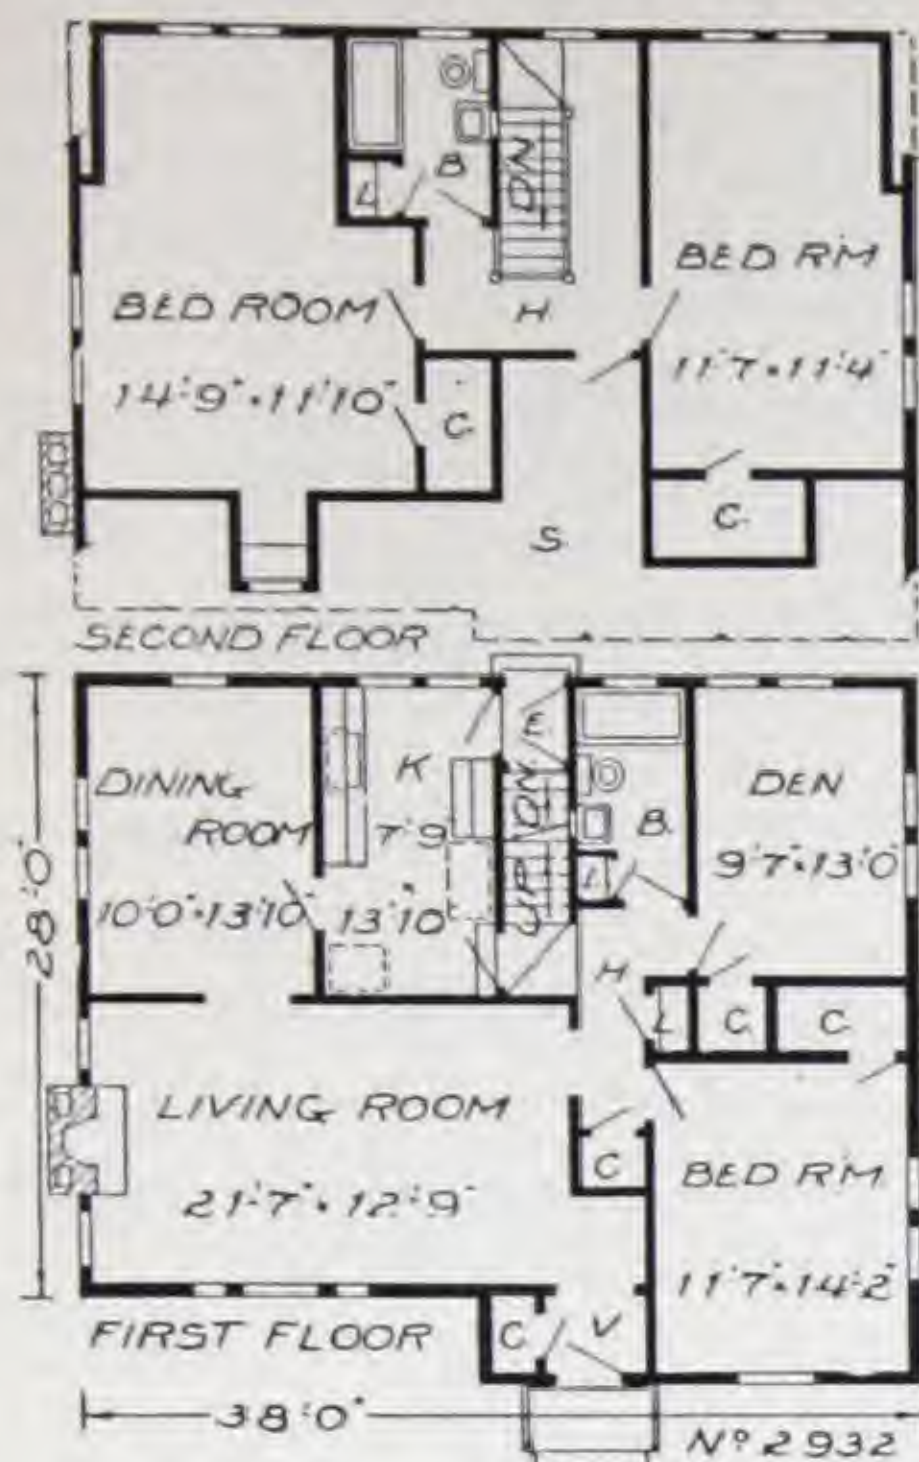 B
L
DN
BED RM
11'-7" x 11'-4"
BED ROOM
14'-9" x 11'-10"
H
C.
C.
S
SECOND FLOOR
DINING
ROOM
10'-0" x 13'-10"
K
7'-9"
13'-10"
E
DN
UP
B.
L
DEN
9'-7" x 13'-0"
28'-0"
H
L
C.
C.
LIVING ROOM
21'-7" x 12'-9"
C
BED R'M.
11'-7" x 14'-2"
FIRST FLOOR
C.
V
38'-0"
Nº 2932